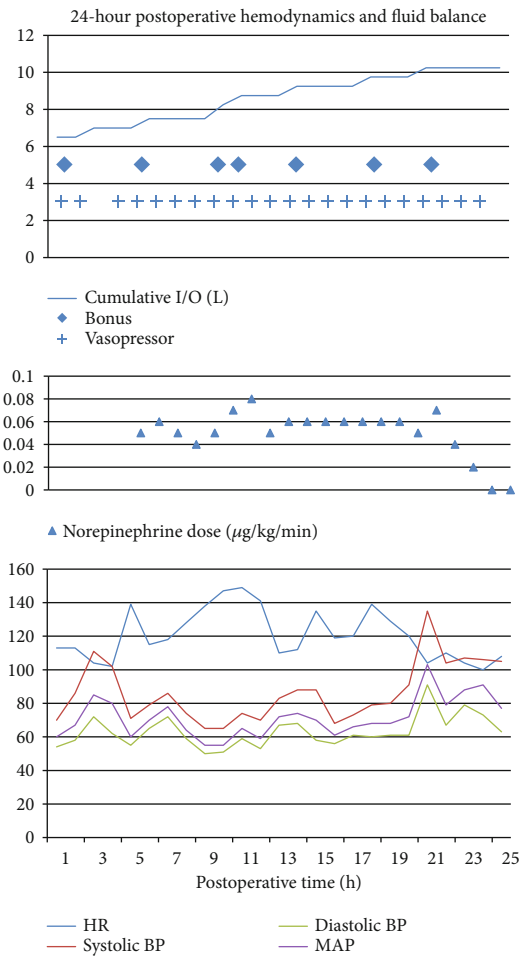 24-hour postoperative hemodynamics and fluid balance
12
10
8
6
4
2
0
Cumulative I/O (L)
Bonus
Vasopressor
0.1
0.08
0.06
0.04
0.02
0
Norepinephrine dose (μg/kg/min)
160
140
120
100
80
60
40
20
0
1 3 5 7 9 11 13 15 17 19 21 23 25
Postoperative time (h)
HR Diastolic BP
Systolic BP MAP